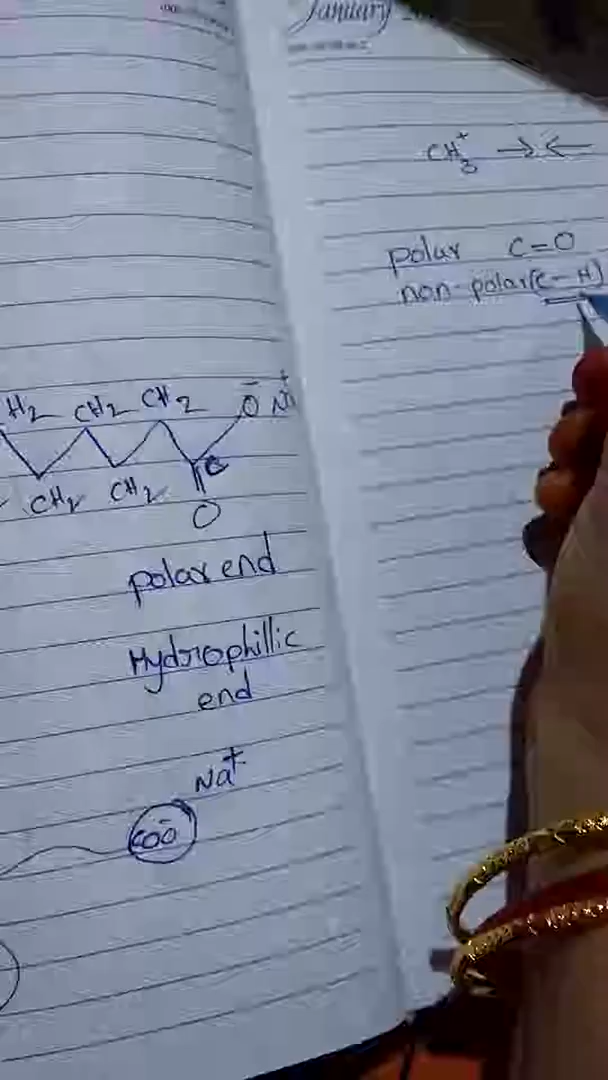 January
CH₃⁺ →←
polar C=O
non-polar(C-H)
H₂ CH₂ CH₂ O⁻ Na⁺
CH₂ CH₂ C
O
polar end
Hydrophillic
end
Na⁺
COO⁻